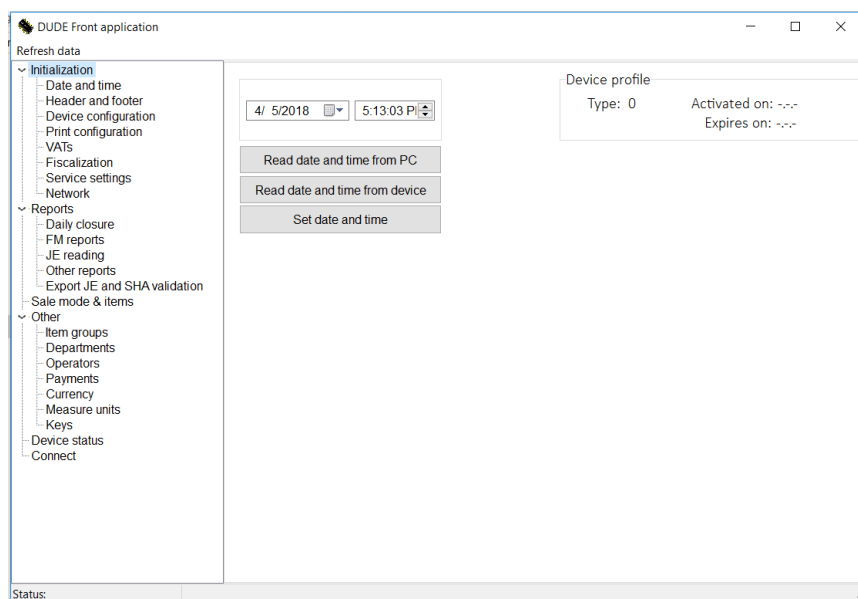 DUDE Front application
Refresh data
Initialization
Date and time
Header and footer
Device configuration
Print configuration
VATs
Fiscalization
Service settings
Network
Reports
Daily closure
FM reports
JE reading
Other reports
Export JE and SHA validation
Sale mode & items
Other
Item groups
Departments
Operators
Payments
Currency
Measure units
Keys
Device status
Connect
4/ 5/2018
5:13:03 P
Read date and time from PC
Read date and time from device
Set date and time
Device profile
Type: 0 Activated on: -.-.-
Expires on: -.-.-
Status: